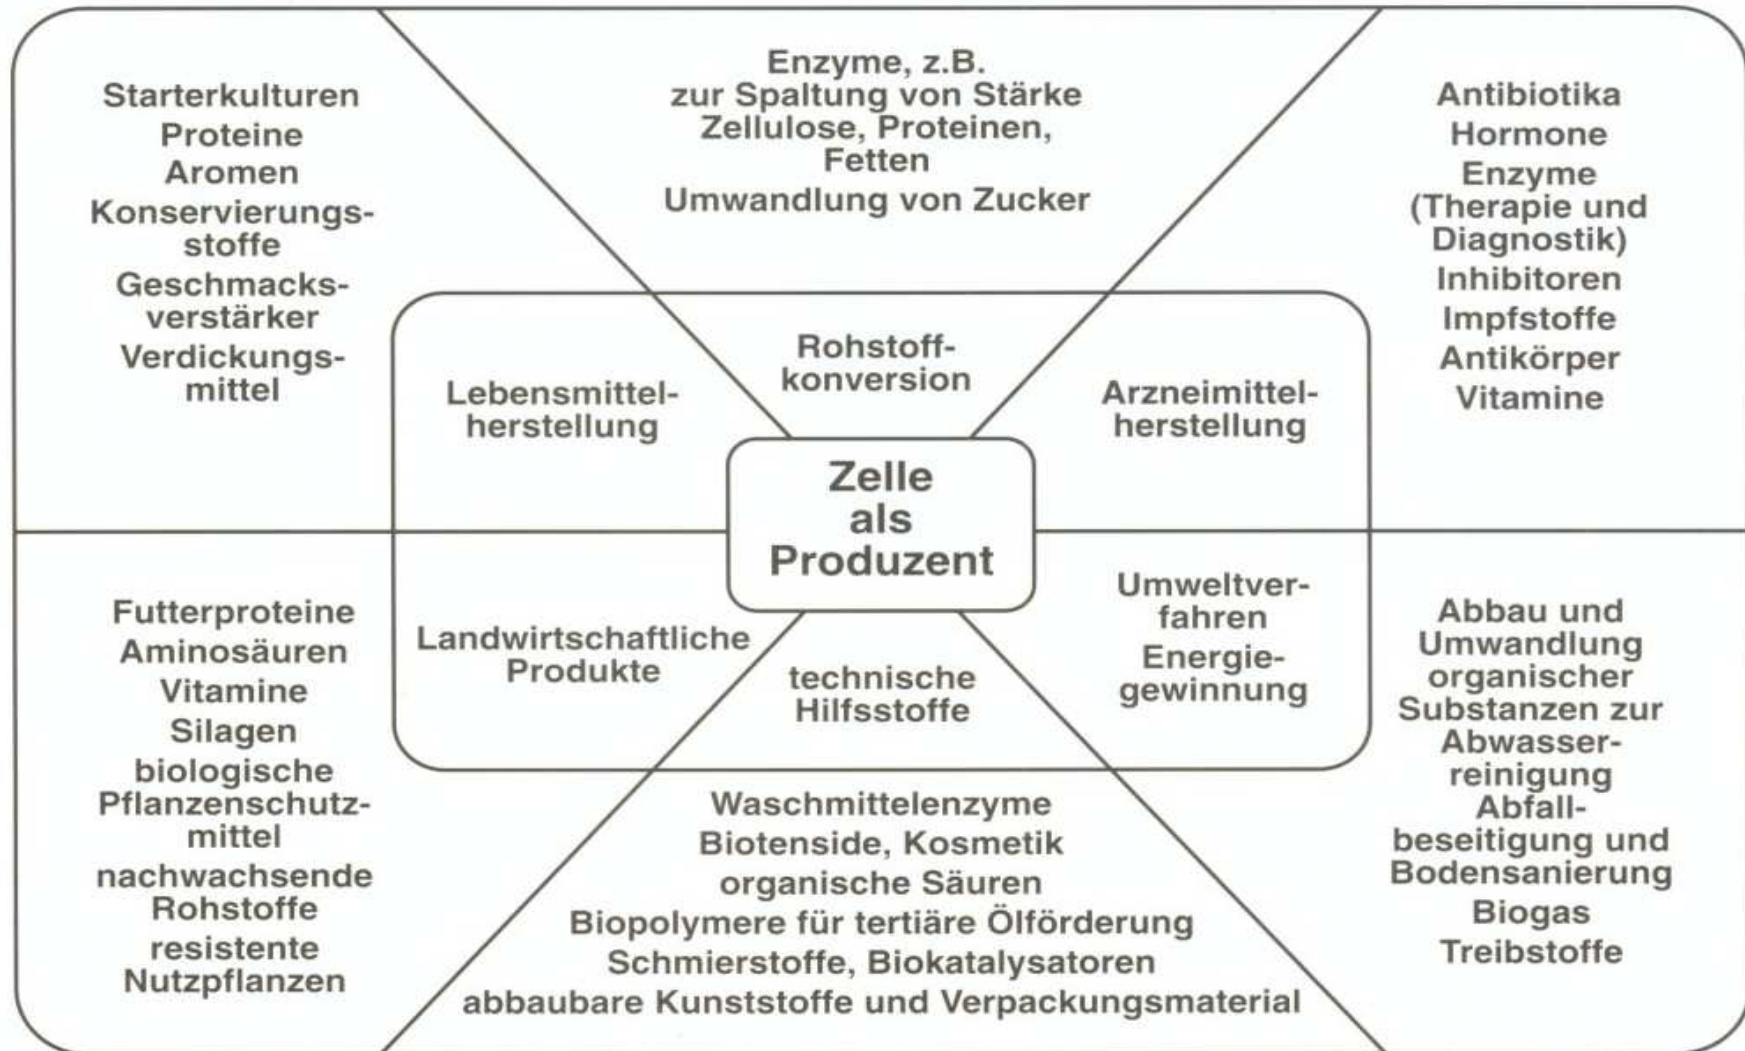 Starterkulturen
Proteine
Aromen
Konservierungs-
stoffe
Geschmacks-
verstärker
Verdickungs-
mittel
Enzyme, z.B.
zur Spaltung von Stärke
Zellulose, Proteinen,
Fetten
Umwandlung von Zucker
Antibiotika
Hormone
Enzyme
(Therapie und
Diagnostik)
Inhibitoren
Impfstoffe
Antikörper
Vitamine
Lebensmittel-
herstellung
Rohstoff-
konversion
Arzneimittel-
herstellung
Zelle
als
Produzent
Landwirtschaftliche
Produkte
technische
Hilfsstoffe
Umweltver-
fahren
Energie-
gewinnung
Futterproteine
Aminosäuren
Vitamine
Silagen
biologische
Pflanzenschutz-
mittel
nachwachsende
Rohstoffe
resistente
Nutzpflanzen
Waschmittelenzyme
Biotenside, Kosmetik
organische Säuren
Biopolymere für tertiäre Ölförderung
Schmierstoffe, Biokatalysatoren
abbaubare Kunststoffe und Verpackungsmaterial
Abbau und
Umwandlung
organischer
Substanzen zur
Abwasser-
reinigung
Abfall-
beseitigung und
Bodensanierung
Biogas
Treibstoffe